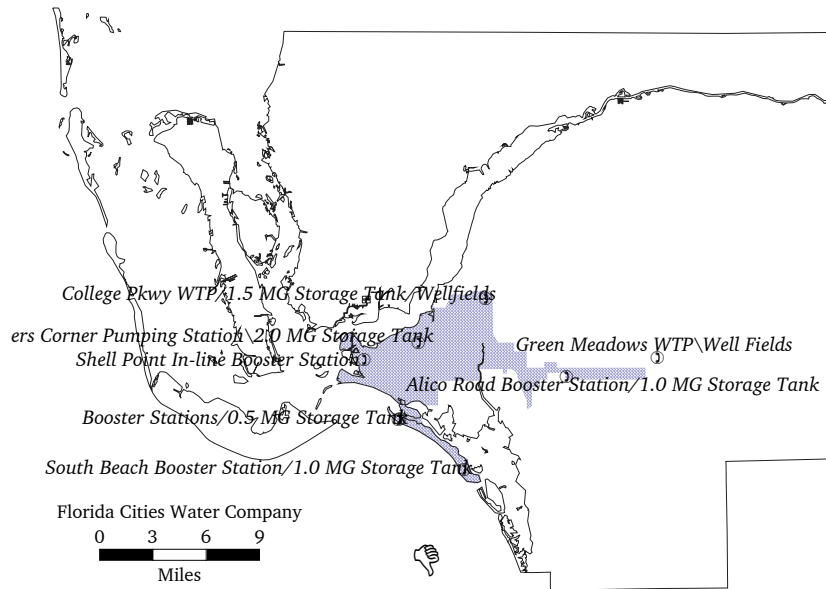 College Pkwy WTP/1.5 MG Storage Tank/Wellfields
ers Corner Pumping Station\2.0 MG Storage Tank
Green Meadows WTP\Well Fields
Shell Point In-line Booster Station
Alico Road Booster Station/1.0 MG Storage Tank
Booster Stations/0.5 MG Storage Tank
South Beach Booster Station/1.0 MG Storage Tank
Florida Cities Water Company
0 3 6 9
Miles